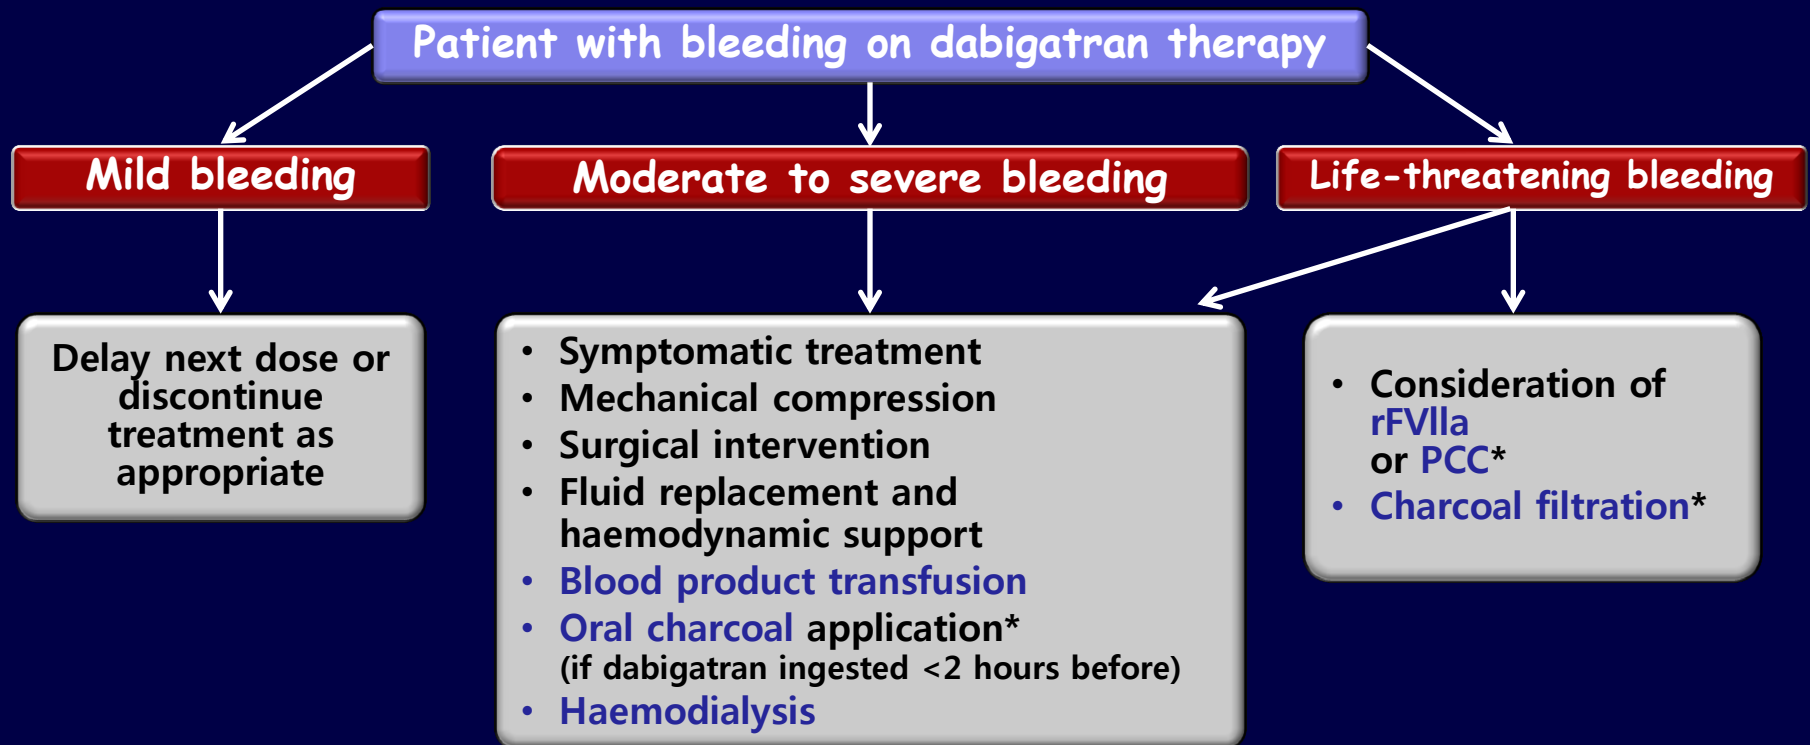 Patient with bleeding on dabigatran therapy
Mild bleeding
Moderate to severe bleeding
Life-threatening bleeding
Delay next dose or
discontinue
treatment as
appropriate
• Symptomatic treatment
• Mechanical compression
• Surgical intervention
• Fluid replacement and
haemodynamic support
• Blood product transfusion
• Oral charcoal application*
(if dabigatran ingested <2 hours before)
• Haemodialysis
• Consideration of
rFVlla
or PCC*
• Charcoal filtration*